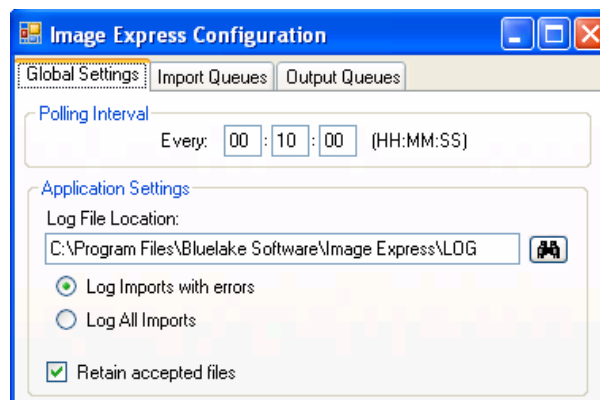 Image Express Configuration
Global Settings Import Queues Output Queues
Polling Interval
Every: 00 : 10 : 00 (HH:MM:SS)
Application Settings
Log File Location:
C:\Program Files\Bluelake Software\Image Express\LOG
Log Imports with errors
Log All Imports
Retain accepted files